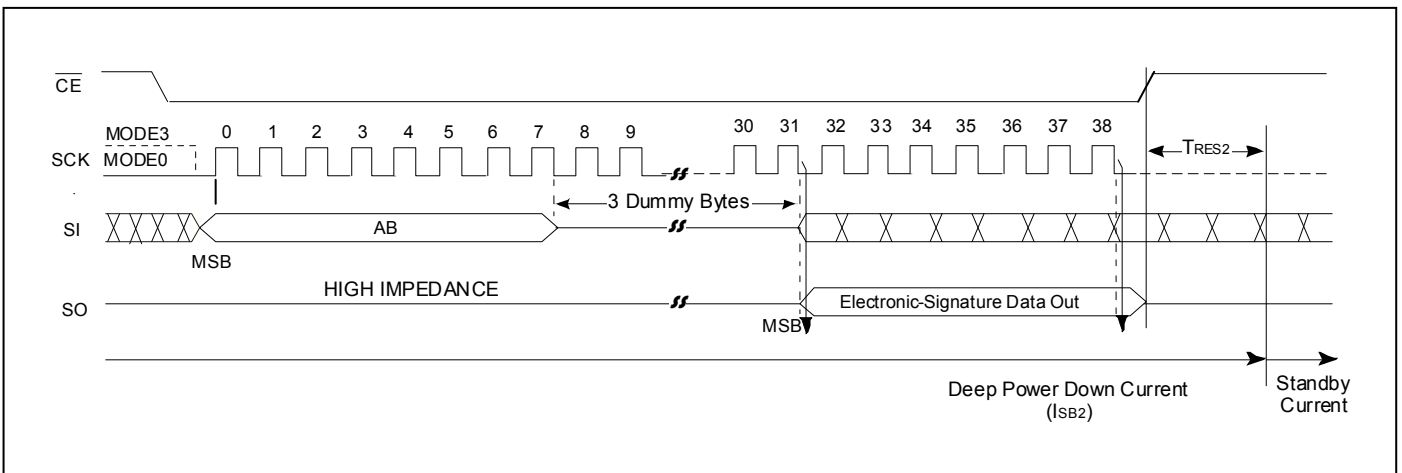 CE
MODE3
0 1 2 3 4 5 6 7 8 9 30 31 32 33 34 35 36 37 38
SCK MODE0
TRES2
3 Dummy Bytes
SI
AB
MSB
HIGH IMPEDANCE
SO
Electronic-Signature Data Out
MSB
Deep Power Down Current
(ISB2)
Standby
Current